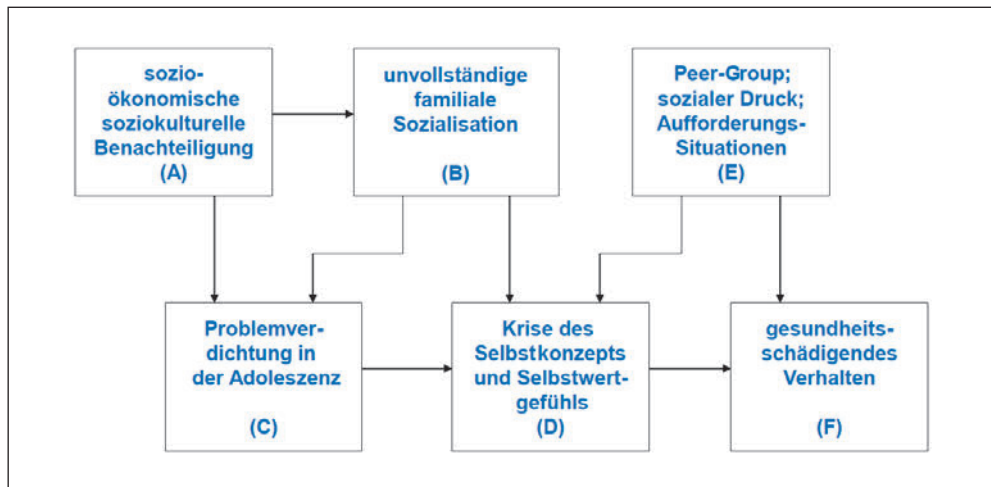 sozio-
ökonomische
soziokulturelle
Benachteiligung
(A)
unvollständige
familiale
Sozialisation
(B)
Peer-Group;
sozialer Druck;
Aufforderungs-
Situationen
(E)
Problemver-
dichtung in
der Adoleszenz
(C)
Krise des
Selbstkonzepts
und Selbstwert-
gefühls
(D)
gesundheits-
schädigendes
Verhalten
(F)